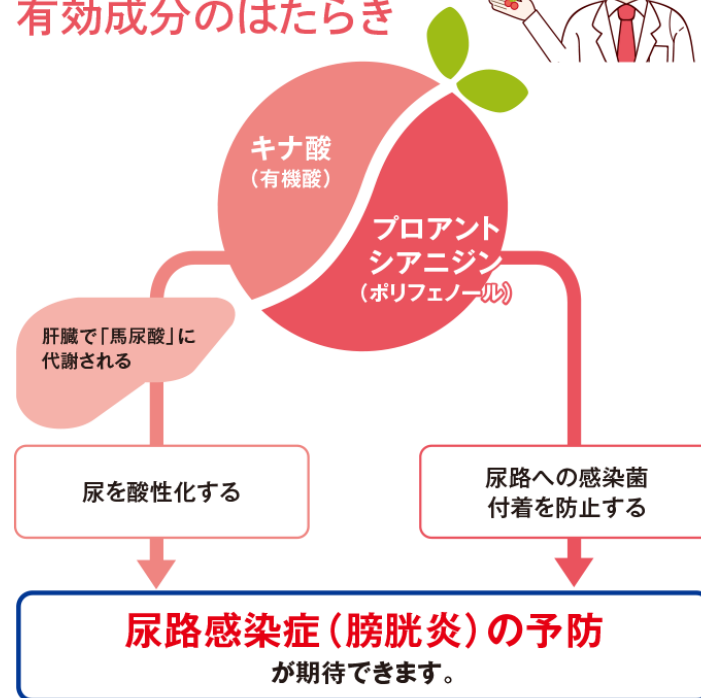 有効成分のはたらき
キナ酸
（有機酸）
プロアント
シアニジン
（ポリフェノール）
肝臓で「馬尿酸」に
代謝される
尿を酸性化する
尿路への感染菌
付着を防止する
尿路感染症（膀胱炎）の予防
が期待できます。